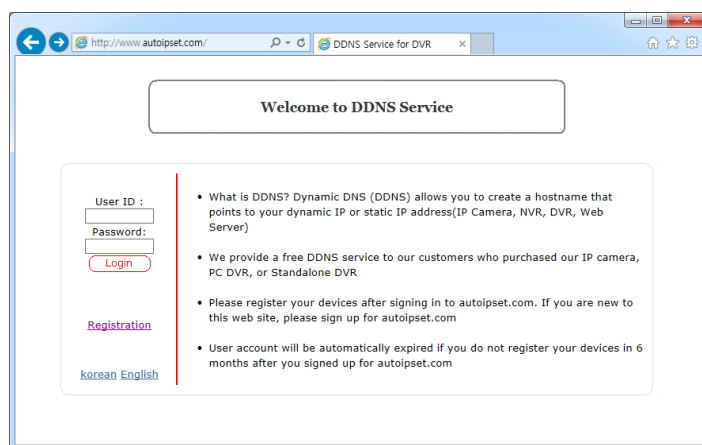 http://www.autoipset.com/
DDNS Service for DVR
Welcome to DDNS Service
User ID :
Password:
Login
Registration
korean English
• What is DDNS? Dynamic DNS (DDNS) allows you to create a hostname that
points to your dynamic IP or static IP address(IP Camera, NVR, DVR, Web
Server)
• We provide a free DDNS service to our customers who purchased our IP camera,
PC DVR, or Standalone DVR
• Please register your devices after signing in to autoipset.com. If you are new to
this web site, please sign up for autoipset.com
• User account will be automatically expired if you do not register your devices in 6
months after you signed up for autoipset.com